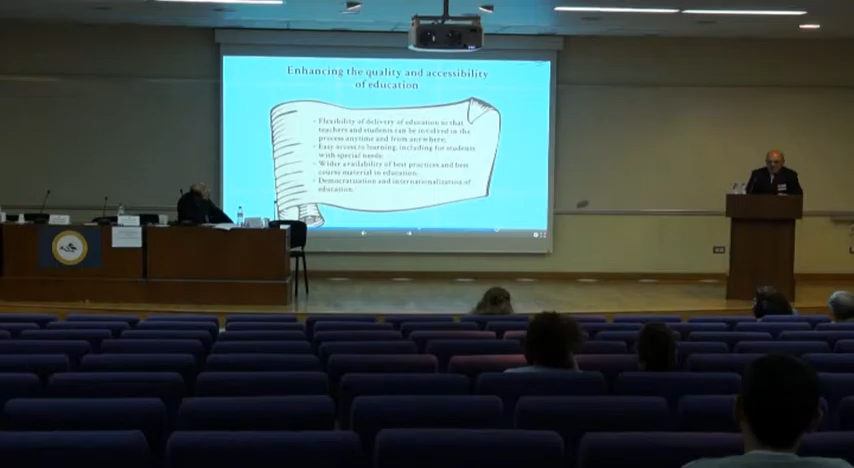 Enhancing the quality and accessibility
of education
- Flexibility of delivery of education so that
teachers and students can be involved in the
process anytime and from anywhere;
- Easy access to learning, including for students
with special needs;
- Wider availability of best practices and best
course material in education;
- Democratization and internationalization of
education.